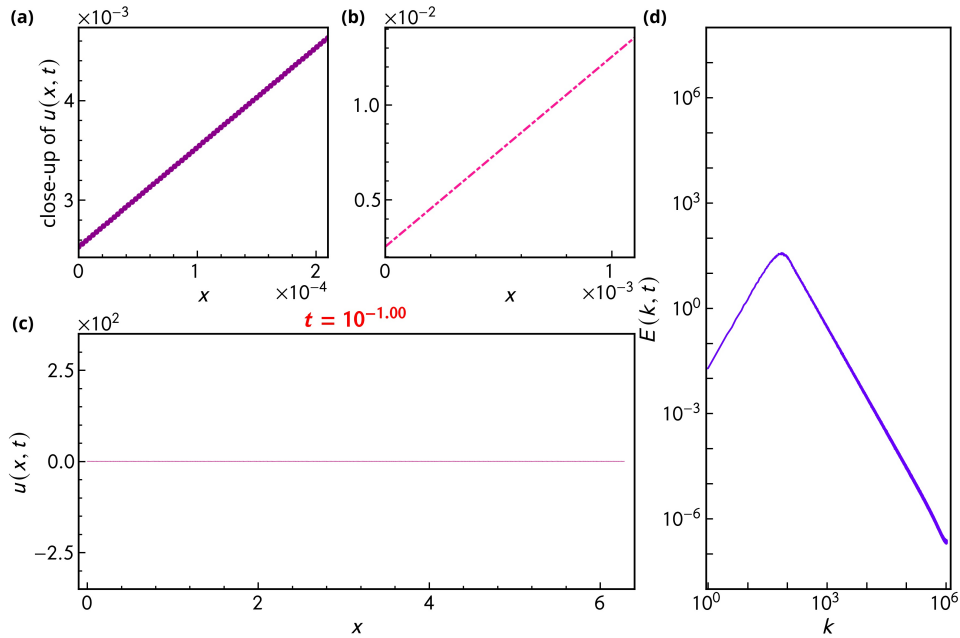 (a)
×10⁻³
close-up of u(x, t)
4
3
0
1
2
x
×10⁻⁴
(b)
×10⁻²
1.0
0.5
0
1
x
×10⁻³
(c)
×10²
t = 10⁻¹·⁰⁰
u(x, t)
2.5
0.0
−2.5
0
2
4
6
x
(d)
E(k, t)
10⁶
10³
10⁰
10⁻³
10⁻⁶
10⁰
10³
10⁶
k